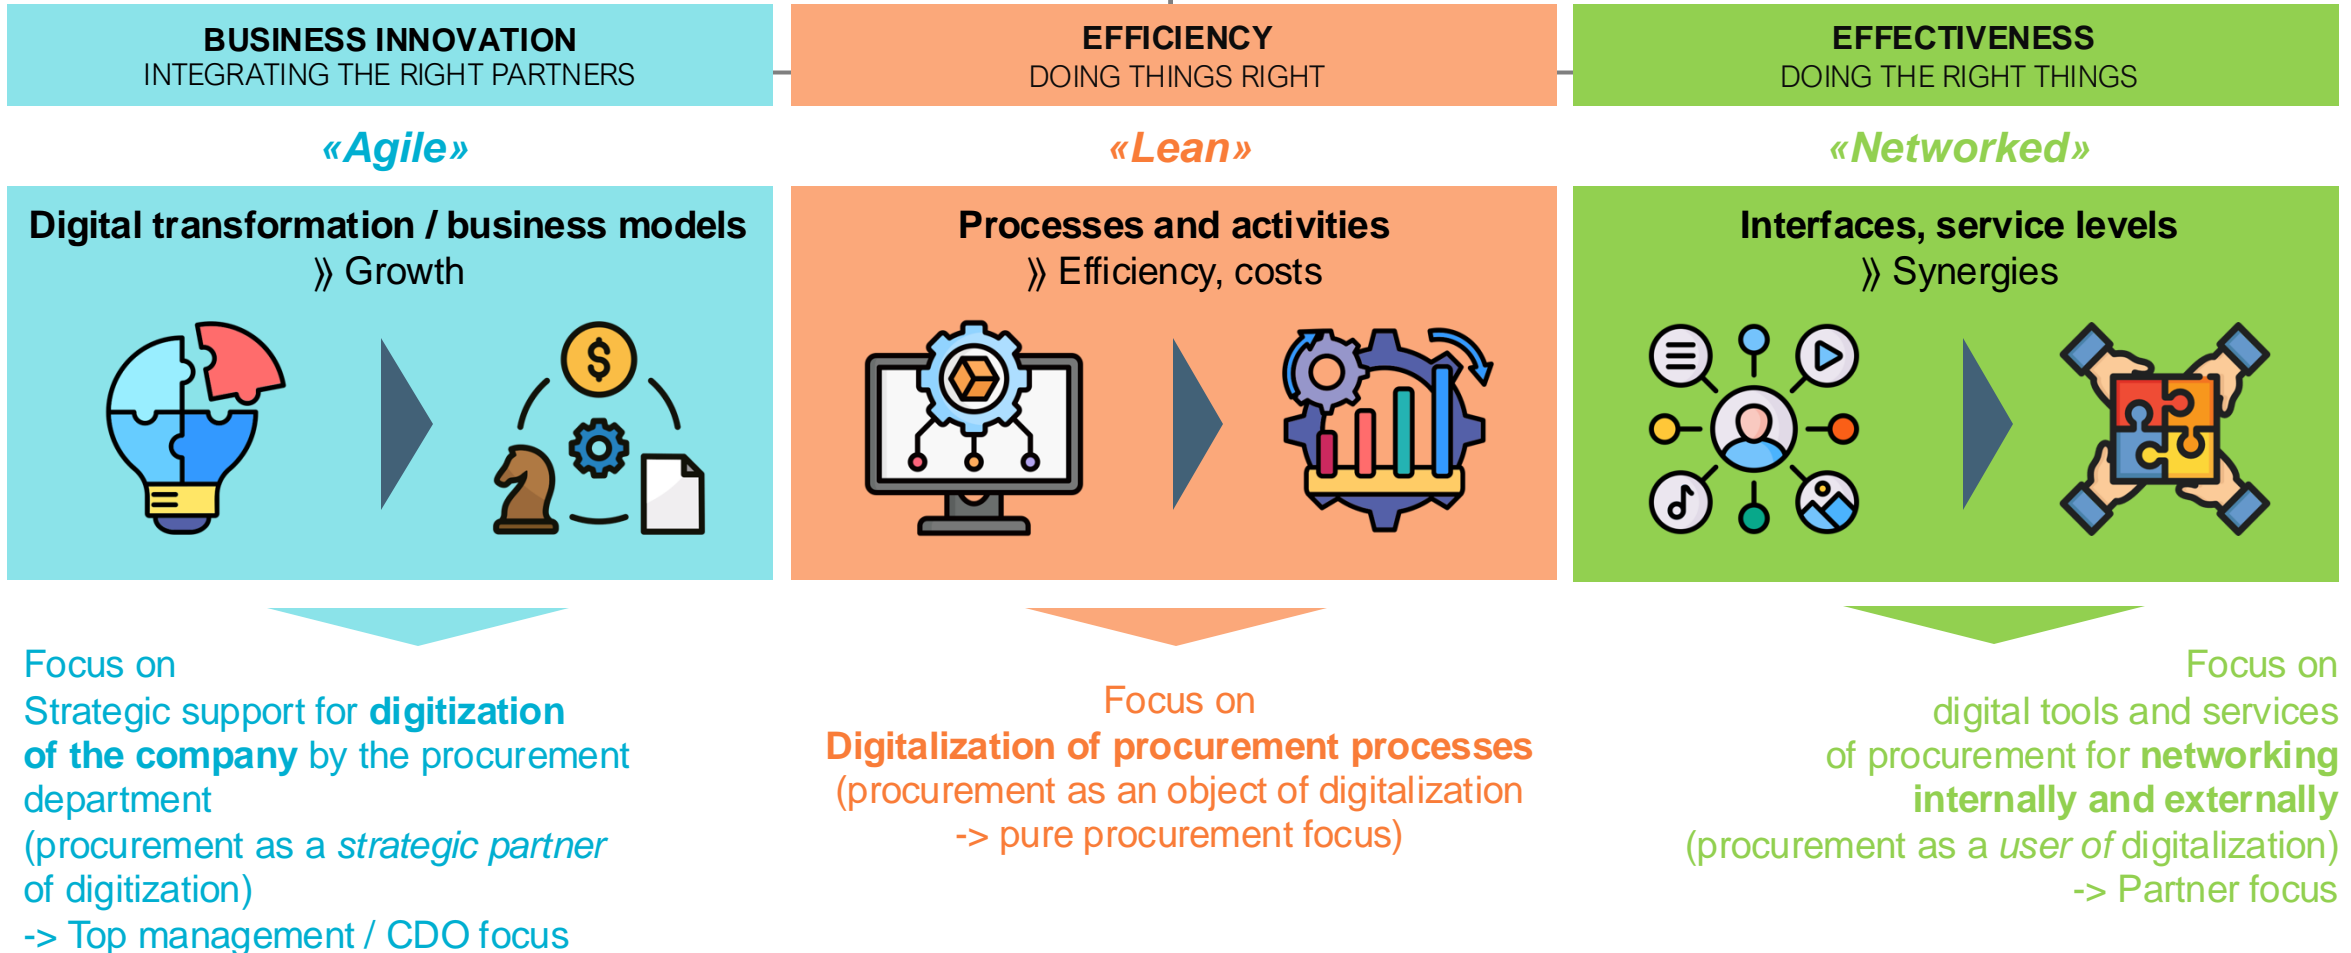 BUSINESS INNOVATION
INTEGRATING THE RIGHT PARTNERS
«Agile»
Digital transformation / business models
⟫ Growth
Focus on
Strategic support for digitization
of the company by the procurement
department
(procurement as a strategic partner
of digitization)
-> Top management / CDO focus
EFFICIENCY
DOING THINGS RIGHT
«Lean»
Processes and activities
⟫ Efficiency, costs
Focus on
Digitalization of procurement processes
(procurement as an object of digitalization
-> pure procurement focus)
EFFECTIVENESS
DOING THE RIGHT THINGS
«Networked»
Interfaces, service levels
⟫ Synergies
Focus on
digital tools and services
of procurement for networking
internally and externally
(procurement as a user of digitalization)
-> Partner focus